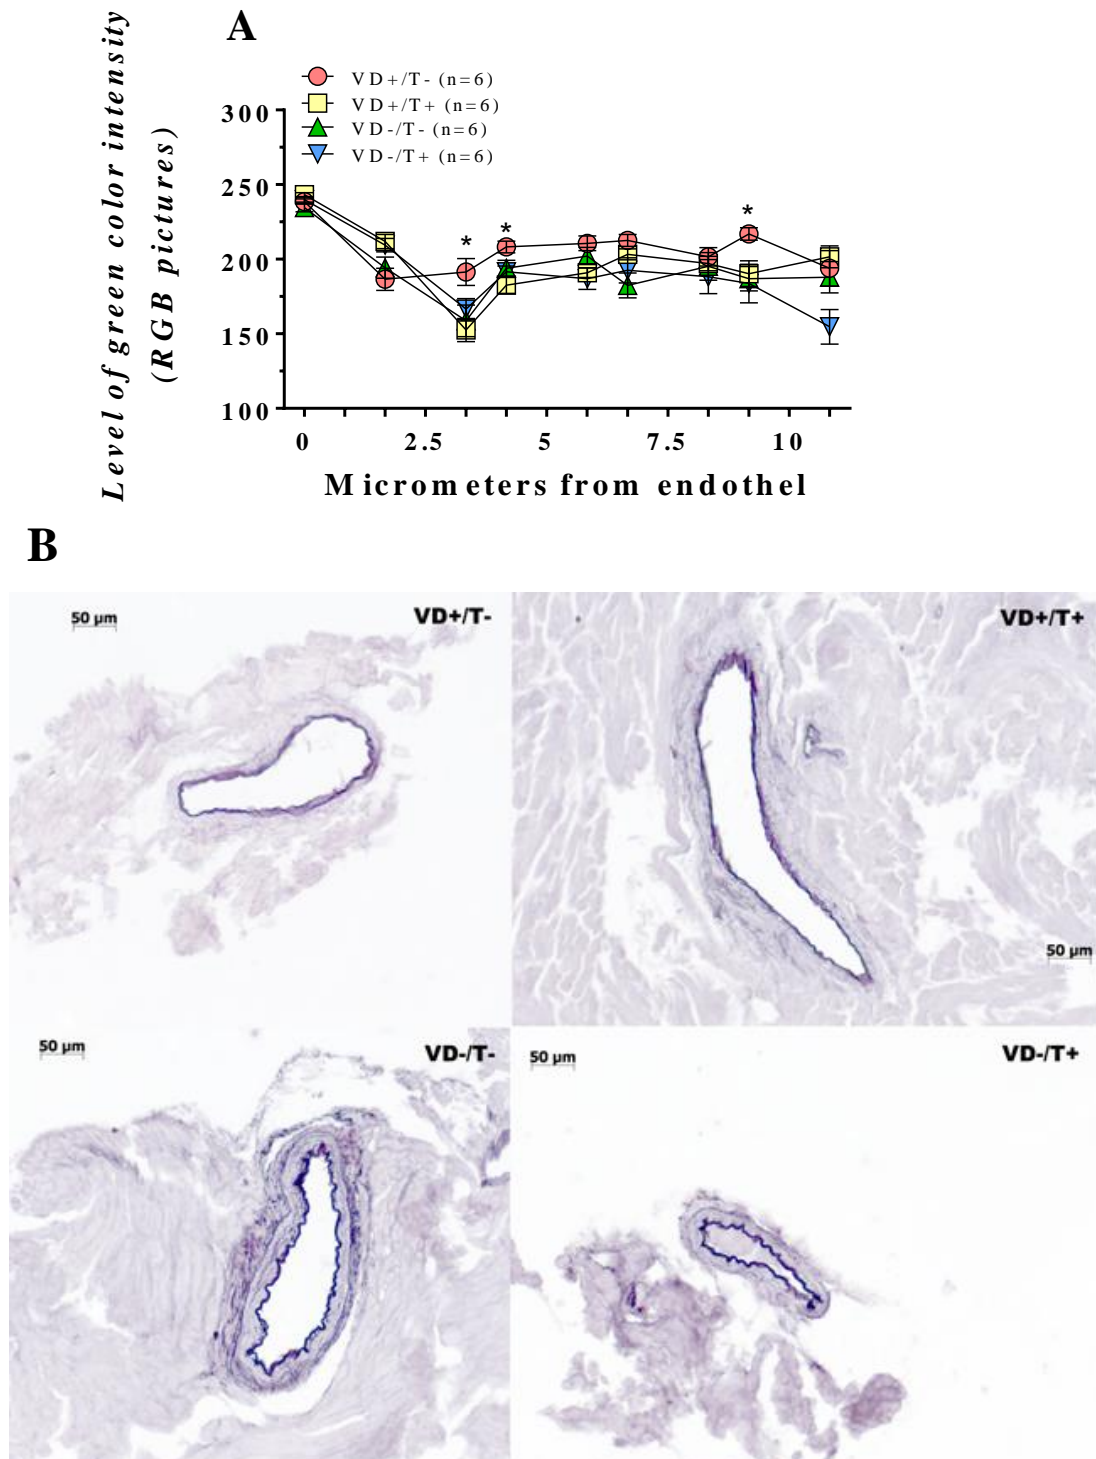 A
Level of green color intensity
(RGB pictures)
VD+/T- (n=6)
VD+/T+ (n=6)
VD-/T- (n=6)
VD-/T+ (n=6)
300
250
200
150
100
*
*
*
0 2.5 5 7.5 10
Micrometers from endothel
B
50 µm
VD+/T-
VD+/T+
50 µm
50 µm
VD-/T-
50 µm
VD-/T+